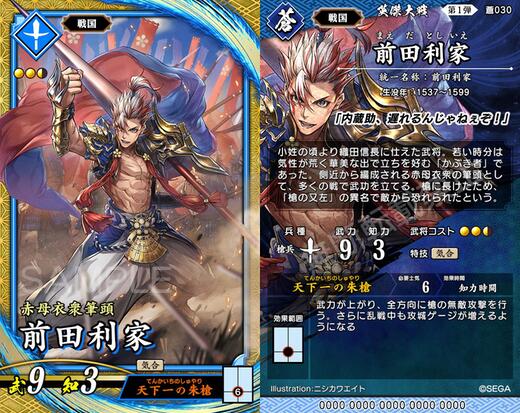 戦国
SAMPLE
赤母衣衆筆頭
前田利家
気合
武9 知3
てんかいちのしゅやり
天下一の朱槍
6
蒼
戦国
英傑大戦
第1弾
蒼030
まえ だ とし いえ
前田利家
統一名称:前田利家
生没年 1537~1599
「内蔵助、遅れるんじゃねぇぞ!」
小姓の頃より織田信長に仕えた武将。若い時分は
気性が荒く華美な出で立ちを好む「かぶき者」で
あった。側近から編成される赤母衣衆の筆頭とし
て、多くの戦で武功を立てる。槍に長けたため、
「槍の又左」の異名で敵から恐れられたという。
兵種 武力 知力 武将コスト
槍兵 9 3
特技 気合
てんかいちのしゅやり 必要士気 効果時間
天下一の朱槍 6 知力時間
効果範囲
武力が上がり、全方向に槍の無敵攻撃を行
う。さらに乱戦中も攻城ゲージが増えるよ
うになる
Illustration:ニシカワエイト
©SEGA
0000 0000 0000 0000 0000